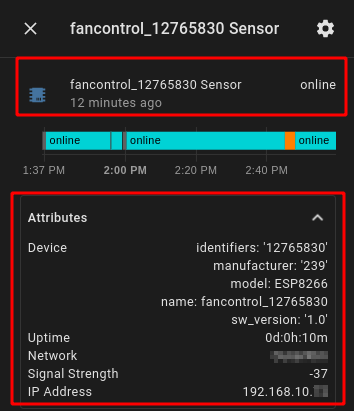 fancontrol_12765830 Sensor
fancontrol_12765830 Sensor online
12 minutes ago
online online online
1:37 PM 2:00 PM 2:20 PM 2:40 PM
Attributes
Device identifiers: '12765830'
manufacturer: '239'
model: ESP8266
name: fancontrol_12765830
sw_version: '1.0'
Uptime 0d:0h:10m
Network
Signal Strength -37
IP Address 192.168.10.